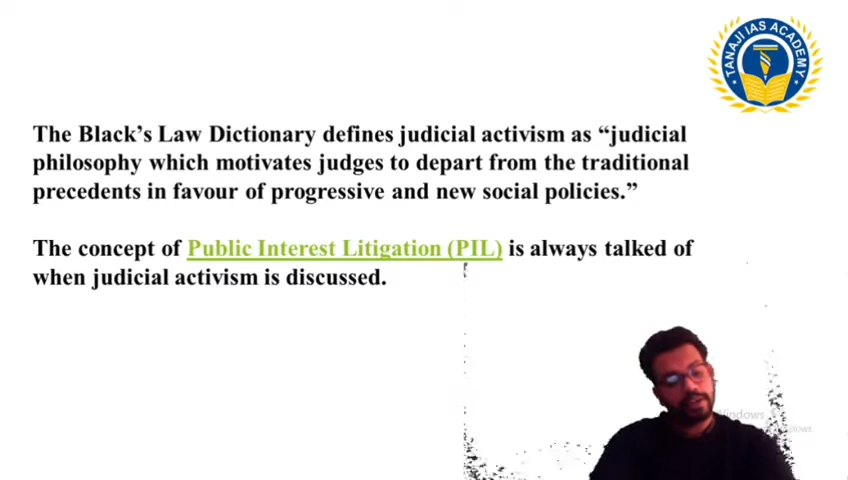 TANAJI IAS ACADEMY
The Black's Law Dictionary defines judicial activism as “judicial
philosophy which motivates judges to depart from the traditional
precedents in favour of progressive and new social policies.”
The concept of Public Interest Litigation (PIL) is always talked of
when judicial activism is discussed.
Windows